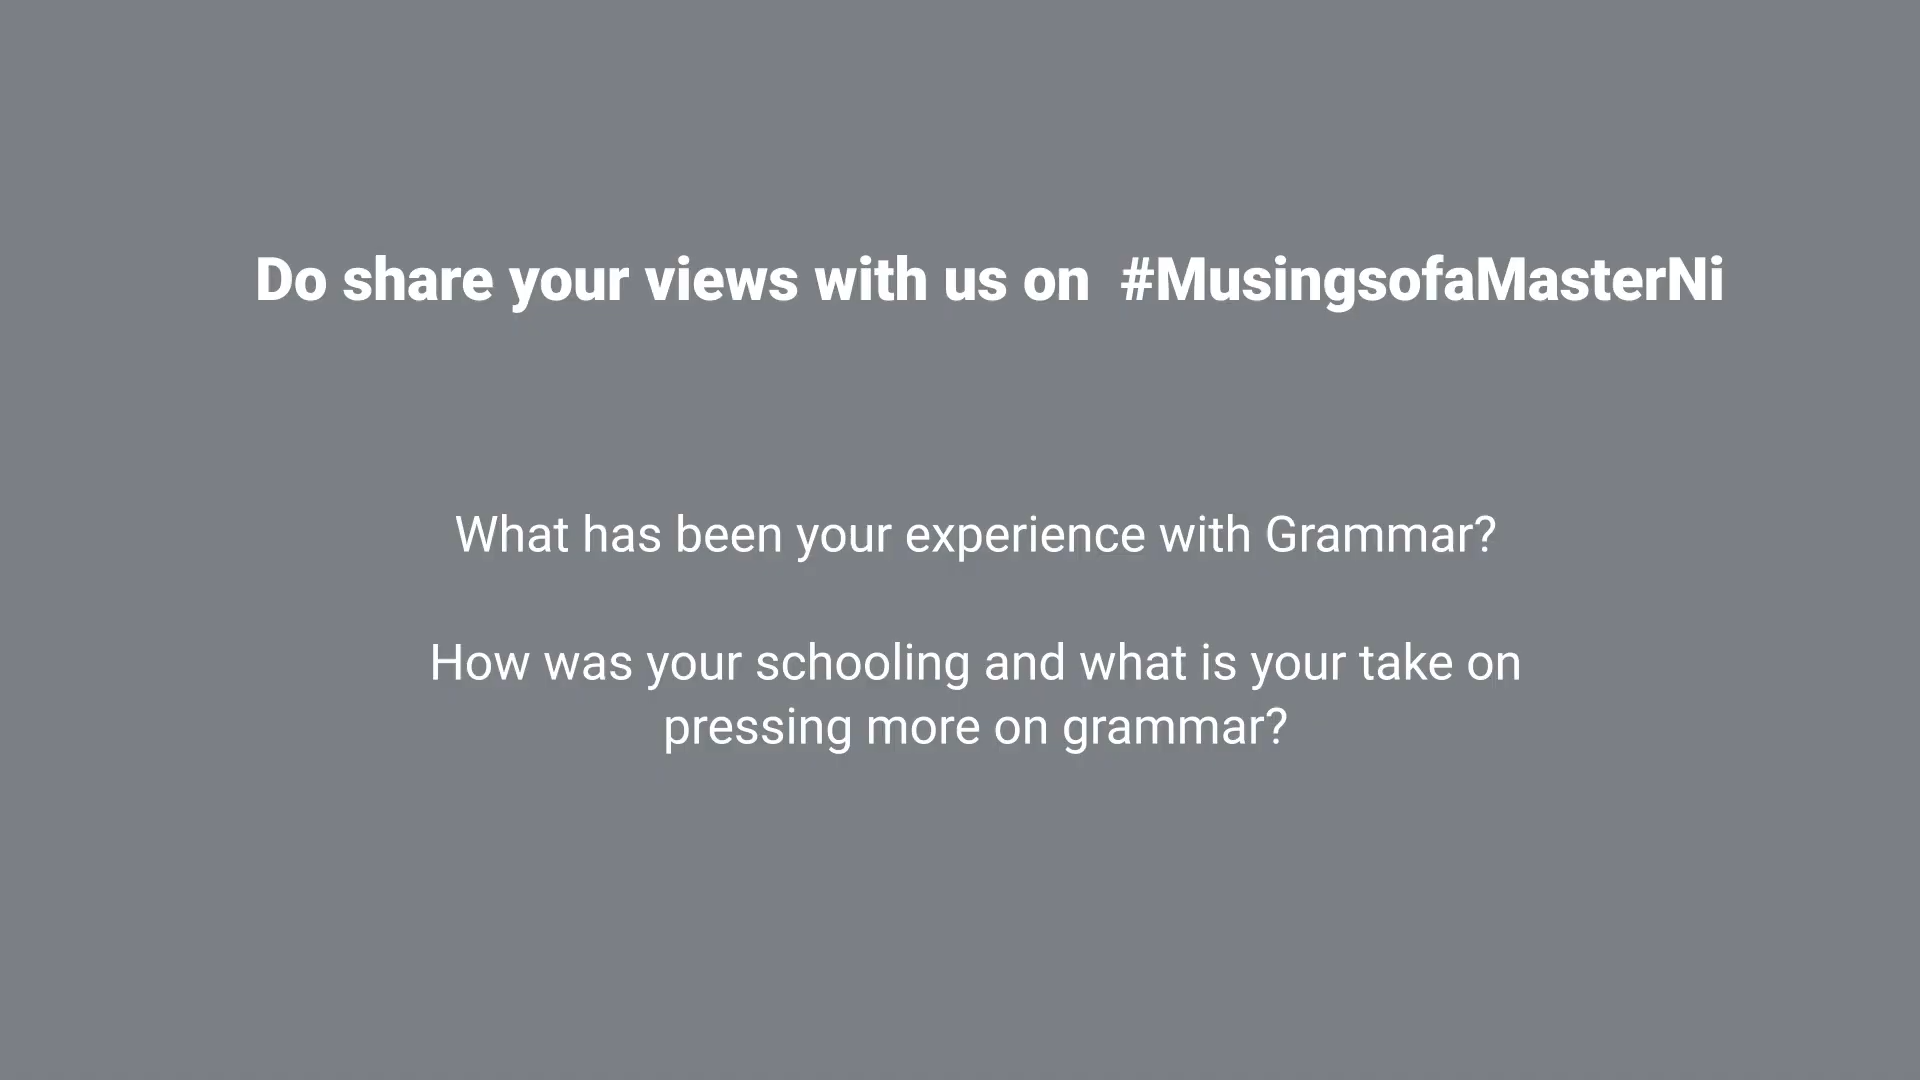 Do share your views with us on  #MusingsofaMasterNi
What has been your experience with Grammar?
How was your schooling and what is your take on
pressing more on grammar?